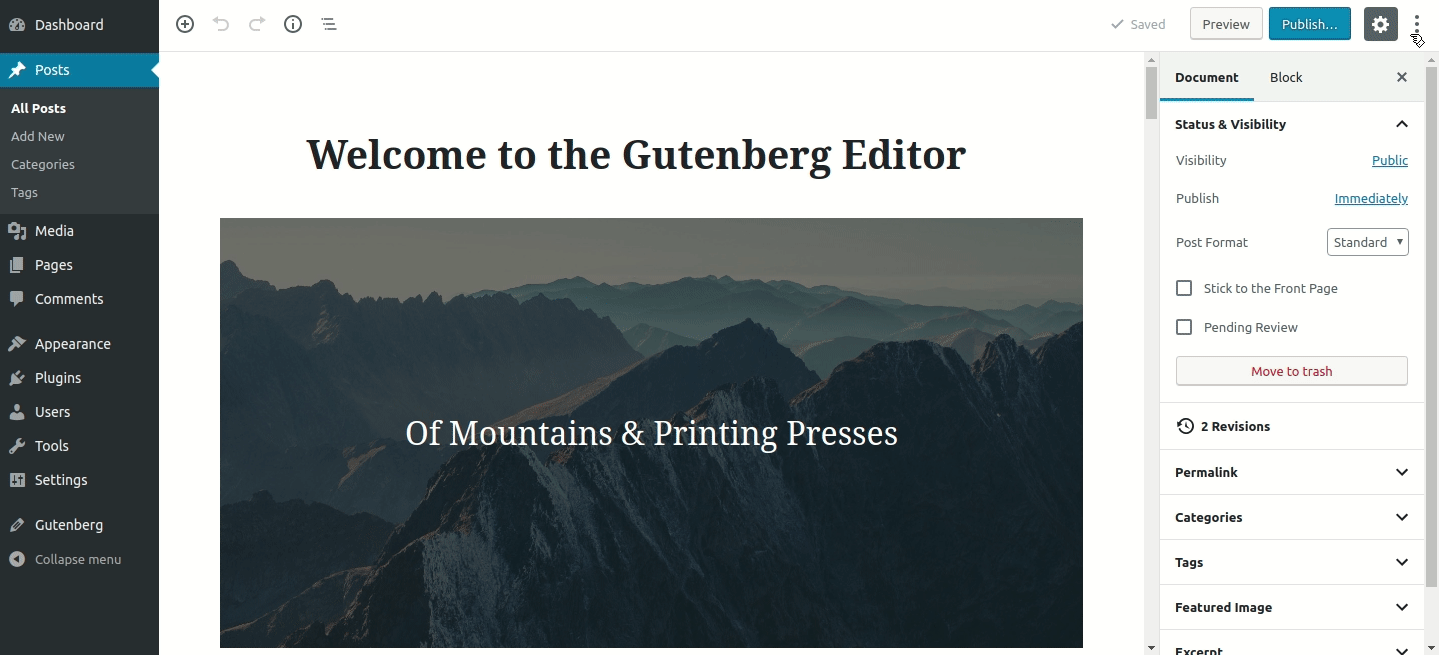 Dashboard
Posts
All Posts
Add New
Categories
Tags
Media
Pages
Comments
Appearance
Plugins
Users
Tools
Settings
Gutenberg
Collapse menu
Saved
Preview
Publish...
Welcome to the Gutenberg Editor
Of Mountains & Printing Presses
Document Block
Status & Visibility
Visibility Public
Publish Immediately
Post Format Standard
Stick to the Front Page
Pending Review
Move to trash
2 Revisions
Permalink
Categories
Tags
Featured Image
Excerpt